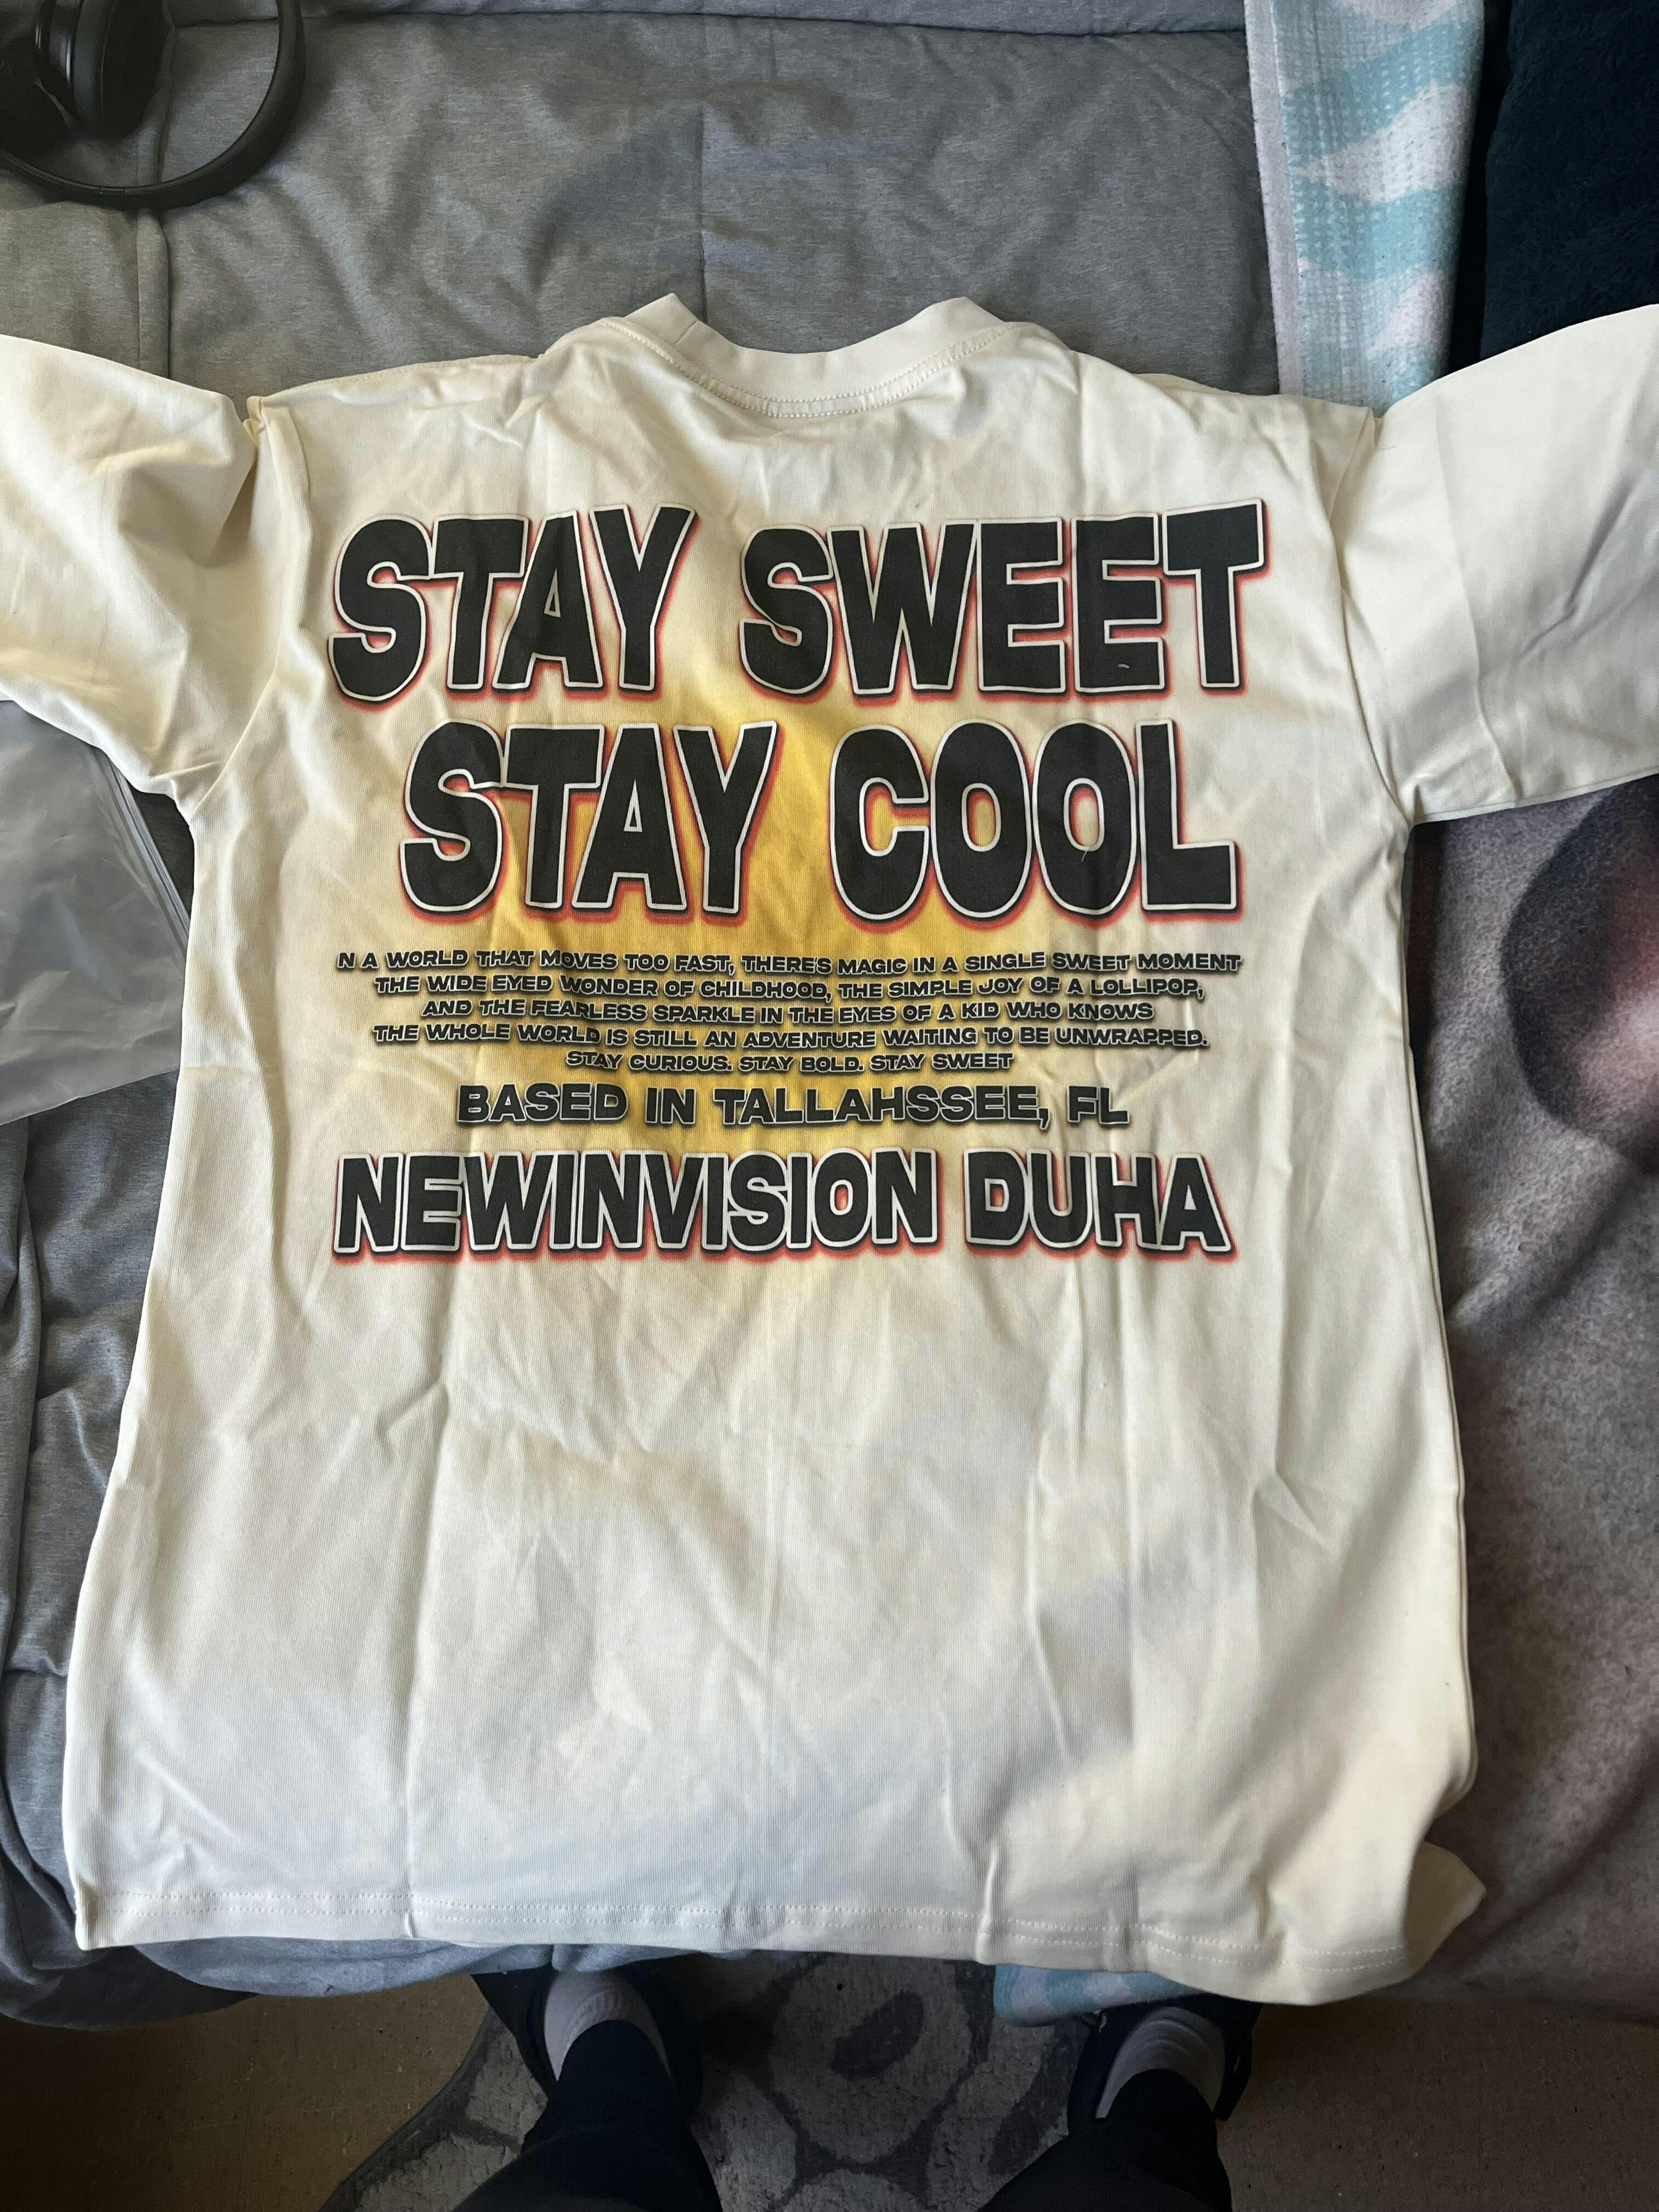 STAY SWEET
STAY COOL
N A WORLD THAT MOVES TOO FAST, THERE'S MAGIC IN A SINGLE SWEET MOMENT
THE WIDE EYED WONDER OF CHILDHOOD, THE SIMPLE JOY OF A LOLLIPOP,
AND THE FEARLESS SPARKLE IN THE EYES OF A KID WHO KNOWS
THE WHOLE WORLD IS STILL AN ADVENTURE WAITING TO BE UNWRAPPED.
STAY CURIOUS. STAY BOLD. STAY SWEET
BASED IN TALLAHSSEE, FL
NEWINVISION DUHA